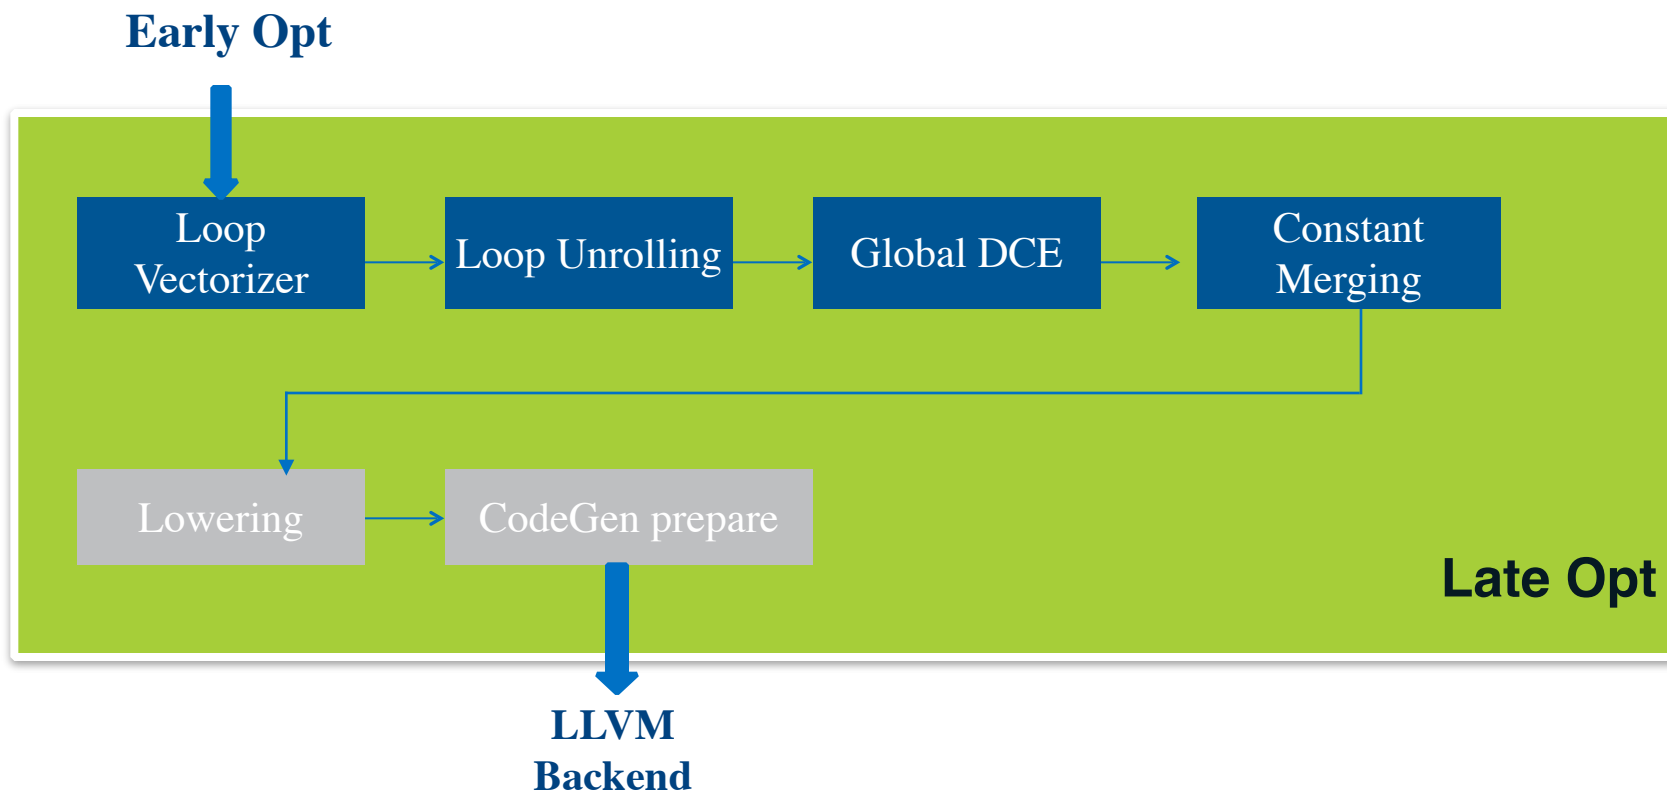 Early Opt
Loop
Vectorizer
Loop Unrolling
Global DCE
Constant
Merging
Lowering
CodeGen prepare
Late Opt
LLVM
Backend